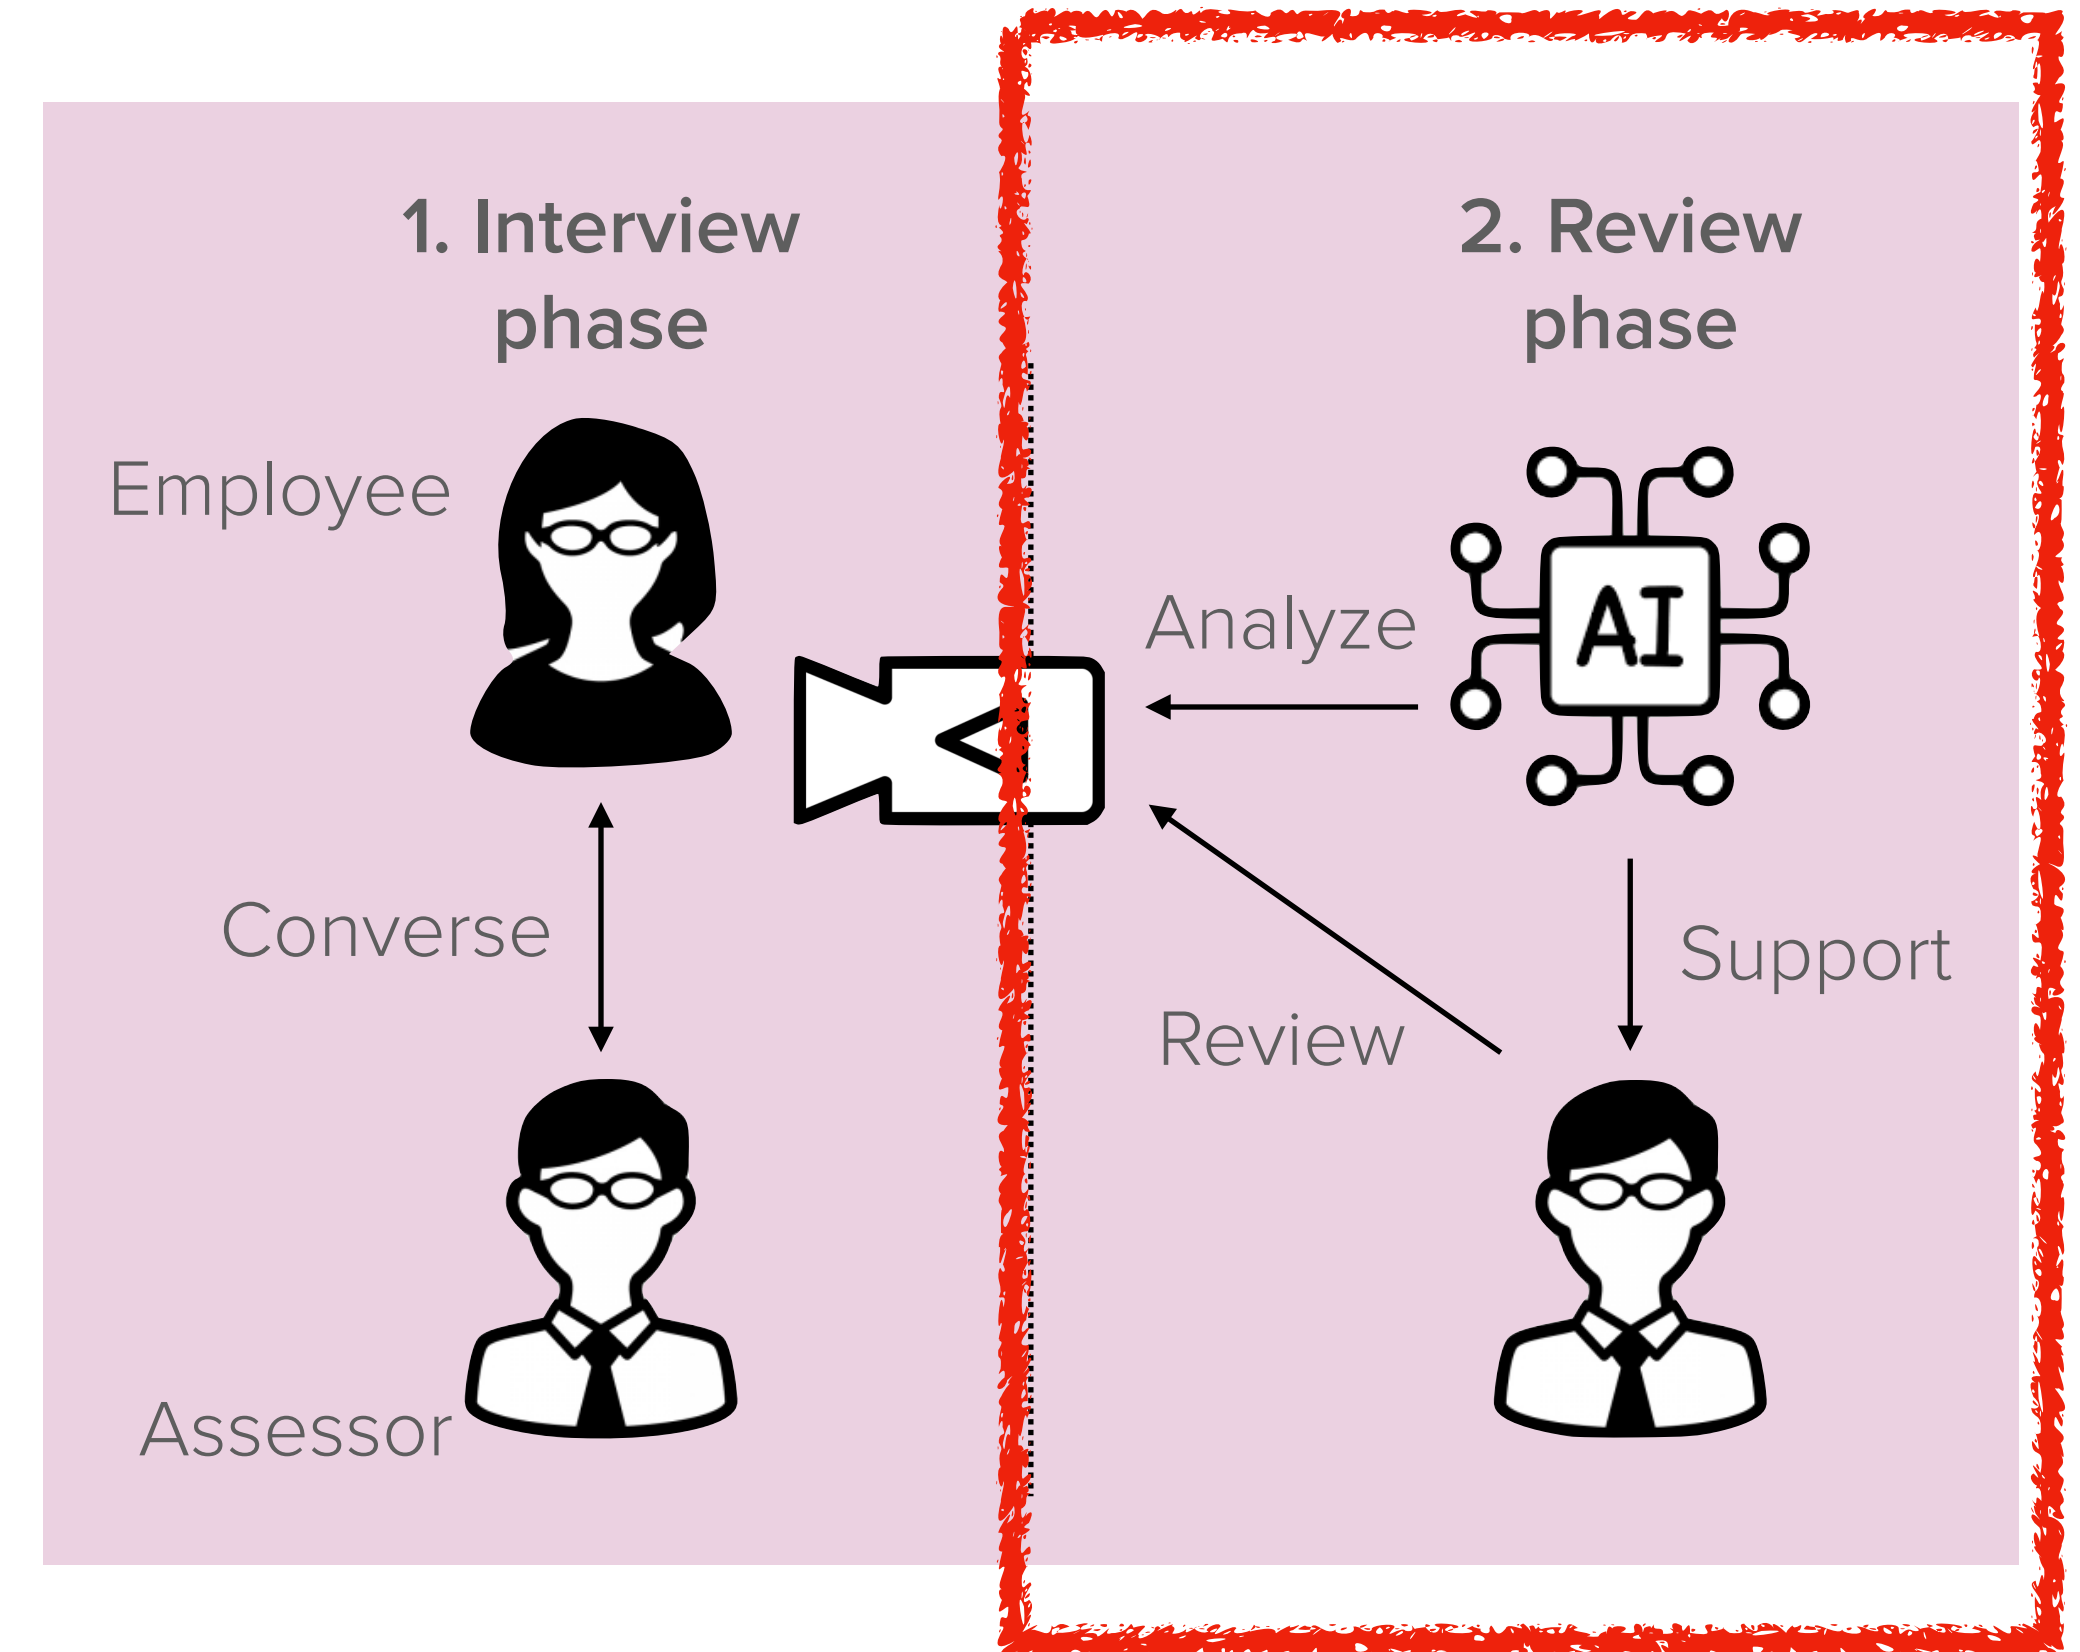 1. Interview
phase
Employee
Converse
Assessor
2. Review
phase
Analyze
AI
Support
Review